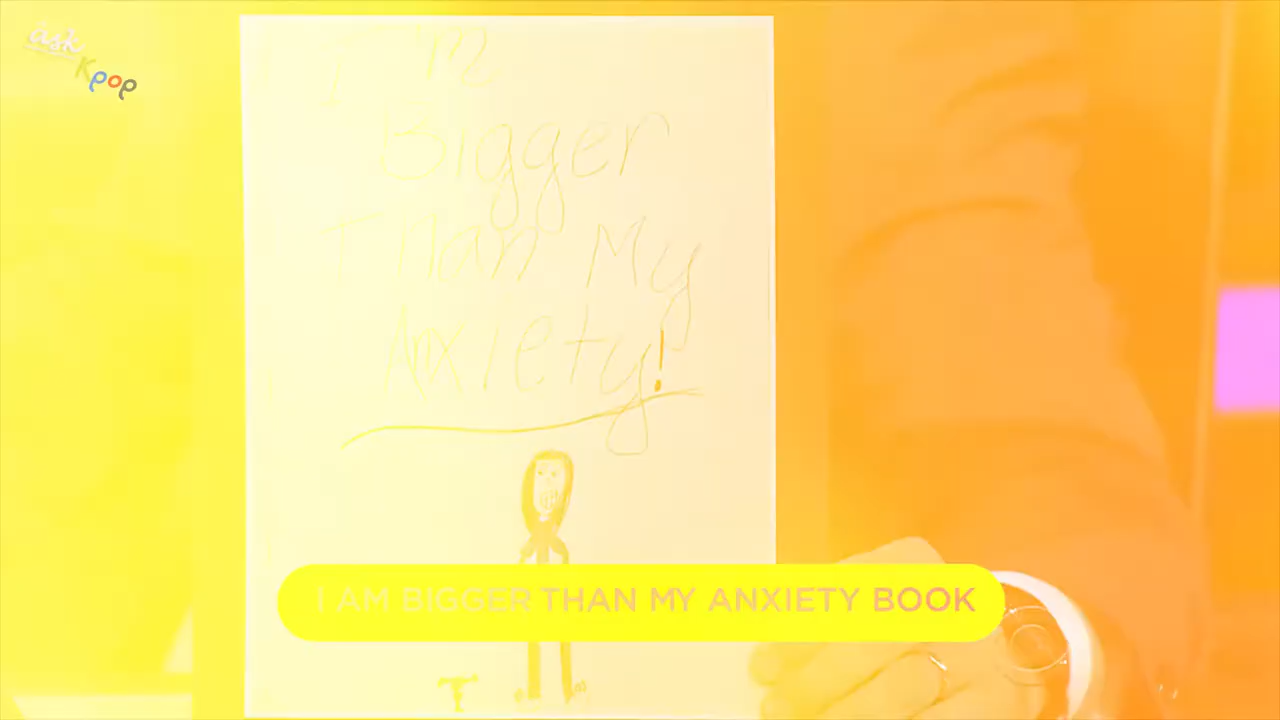 ask
Kpop
I'm
Bigger
THan My
Anxiety!
I AM BIGGER THAN MY ANXIETY BOOK
T